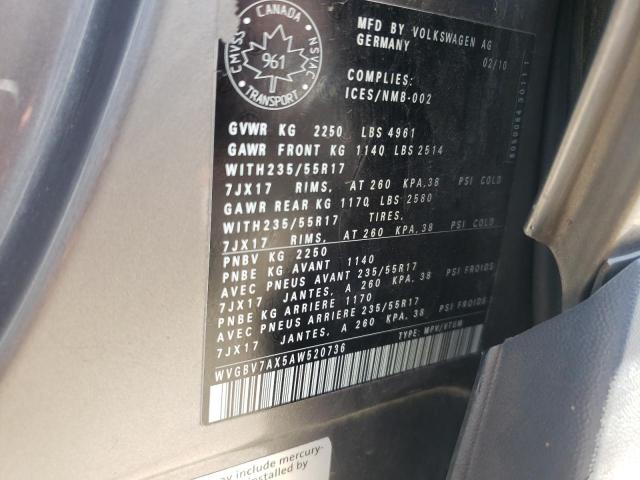 CANADA
CMVSS
NSVAC
961
TRANSPORT
MFD BY VOLKSWAGEN AG
GERMANY
02/10
COMPLIES:
ICES/NMB-002
GVWR KG 2250 LBS 4961
GAWR FRONT KG 1140 LBS 2514
WITH235/55R17
7JX17 RIMS, AT 260 KPA,38 PSI COLD
GAWR REAR KG 1170 LBS 2580
WITH235/55R17 TIRES.
7JX17 RIMS, AT 260 KPA, 38 PSI COLD
PNBV KG 2250
PNBE KG AVANT 1140
AVEC PNEUS AVANT 235/55R17
7JX17 JANTES, A 260 KPA, 38 PSI FROIDS
PNBE KG ARRIERE 1170
AVEC PNEUS ARRIERE 235/55R17
7JX17 JANTES, A 260 KPA. 38 PSI FROIDS
WVGBV7AX5AW520736 TYPE: MPV/VTUM
y include mercury-
installed by